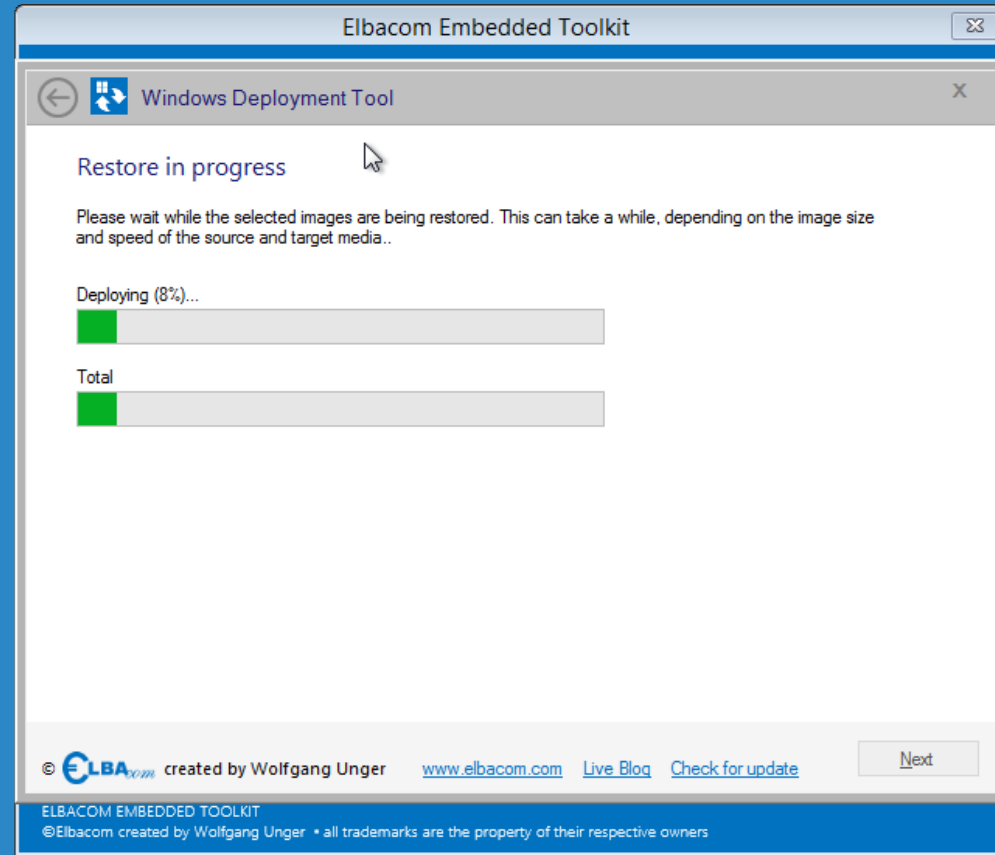 Elbacom Embedded Toolkit
Windows Deployment Tool
X
Restore in progress
Please wait while the selected images are being restored. This can take a while, depending on the image size
and speed of the source and target media..
Deploying (8%)...
Total
Next
© €LBAcom created by Wolfgang Unger www.elbacom.com Live Blog Check for update
ELBACOM EMBEDDED TOOLKIT
©Elbacom created by Wolfgang Unger • all trademarks are the property of their respective owners